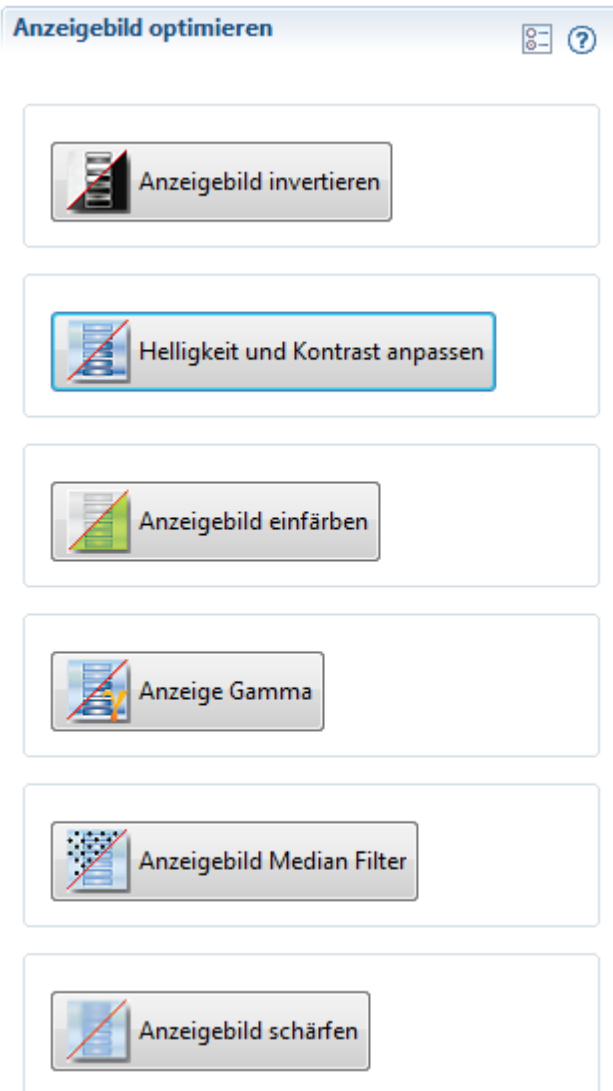 Anzeigebild optimieren
Anzeigebild invertieren
Helligkeit und Kontrast anpassen
Anzeigebild einfärben
Anzeige Gamma
Anzeigebild Median Filter
Anzeigebild schärfen